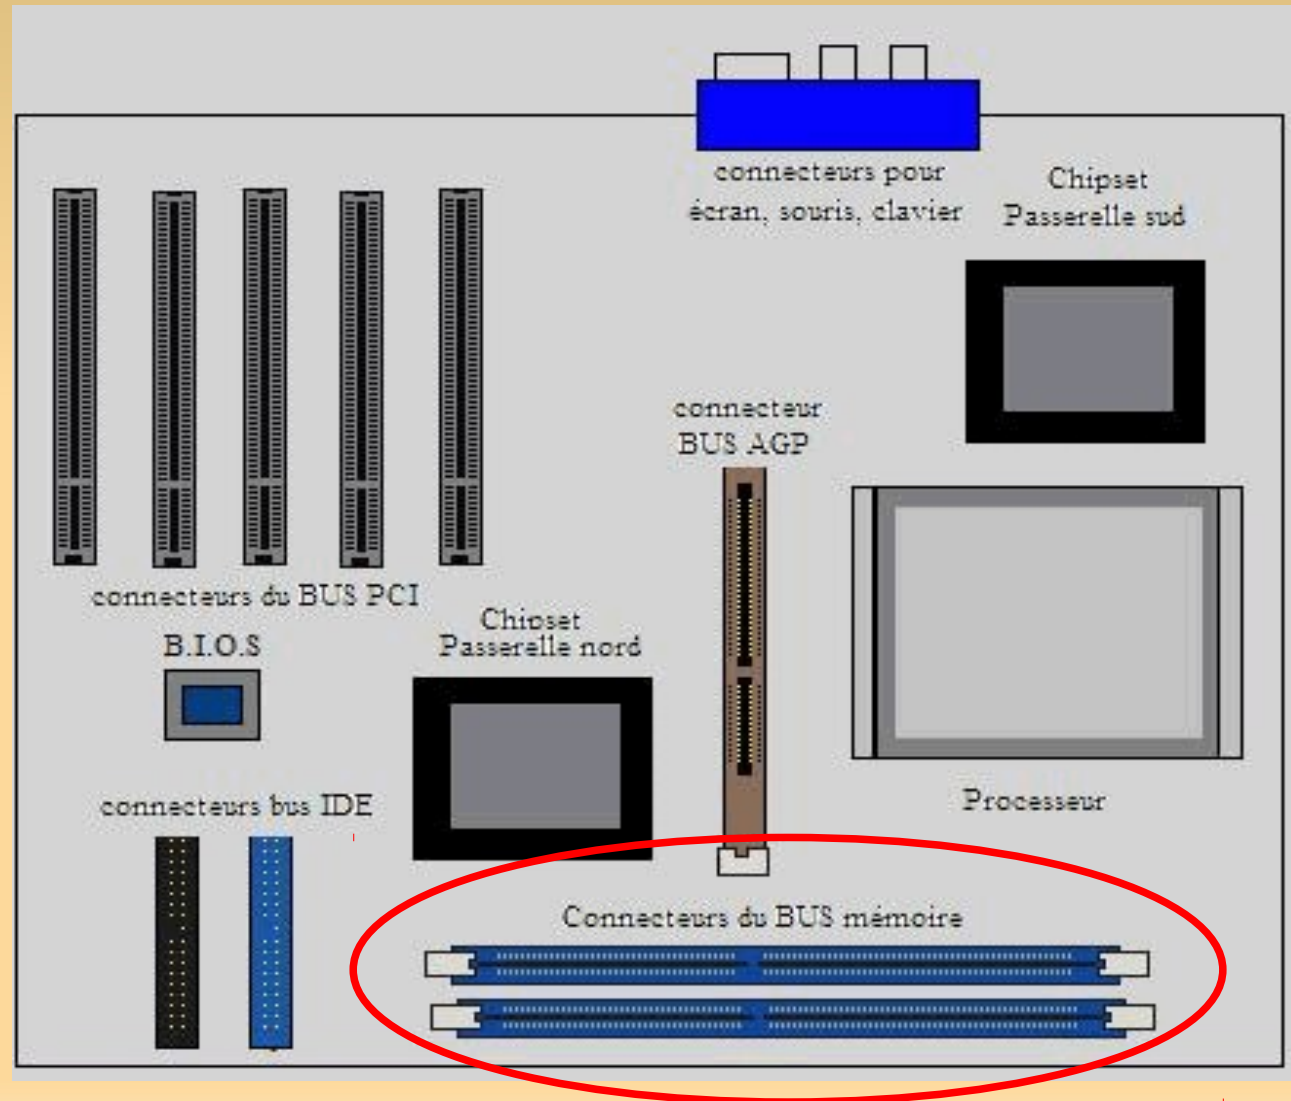 connecteurs pour
écran, souris, clavier
Chipset
Passerelle sud
connecteur
BUS AGP
connecteurs du BUS PCI
B.I.O.S
Chipset
Passerelle nord
connecteurs bus IDE
Processeur
Connecteurs du BUS mémoire